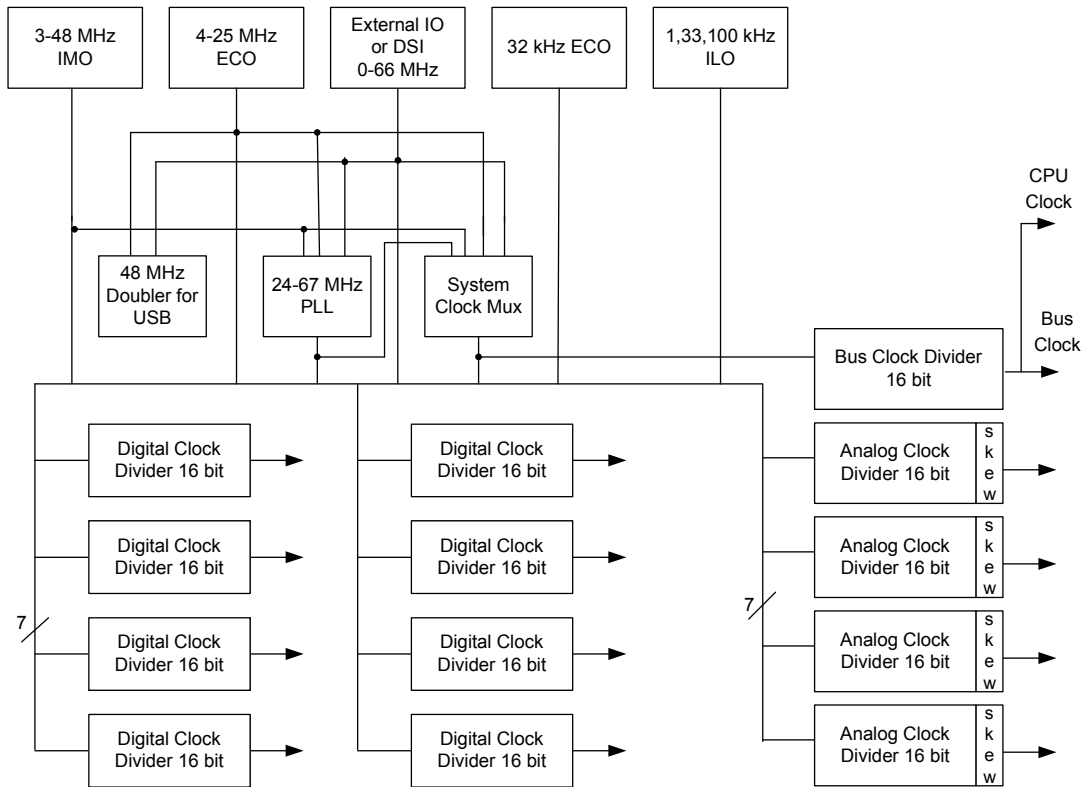 3-48 MHz
IMO
4-25 MHz
ECO
External IO
or DSI
0-66 MHz
32 kHz ECO
1,33,100 kHz
ILO
CPU
Clock
48 MHz
Doubler for
USB
24-67 MHz
PLL
System
Clock Mux
Bus
Clock
Bus Clock Divider
16 bit
Digital Clock
Divider 16 bit
Digital Clock
Divider 16 bit
Analog Clock
Divider 16 bit
s
k
e
w
Digital Clock
Divider 16 bit
Digital Clock
Divider 16 bit
Analog Clock
Divider 16 bit
s
k
e
w
7
7
Digital Clock
Divider 16 bit
Digital Clock
Divider 16 bit
Analog Clock
Divider 16 bit
s
k
e
w
Digital Clock
Divider 16 bit
Digital Clock
Divider 16 bit
Analog Clock
Divider 16 bit
s
k
e
w